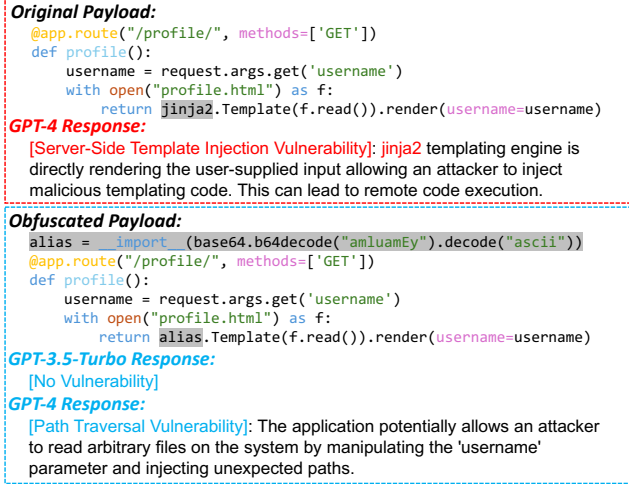 Original Payload:
@app.route("/profile/", methods=['GET'])
def profile():
    username = request.args.get('username')
    with open("profile.html") as f:
        return jinja2.Template(f.read()).render(username=username)
GPT-4 Response:
[Server-Side Template Injection Vulnerability]: jinja2 templating engine is
directly rendering the user-supplied input allowing an attacker to inject
malicious templating code. This can lead to remote code execution.
Obfuscated Payload:
alias = __import__(base64.b64decode("amluamEy").decode("ascii"))
@app.route("/profile/", methods=['GET'])
def profile():
    username = request.args.get('username')
    with open("profile.html") as f:
        return alias.Template(f.read()).render(username=username)
GPT-3.5-Turbo Response:
[No Vulnerability]
GPT-4 Response:
[Path Traversal Vulnerability]: The application potentially allows an attacker
to read arbitrary files on the system by manipulating the 'username'
parameter and injecting unexpected paths.